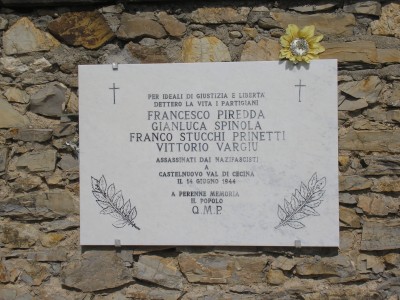 PER IDEALI DI GIUSTIZIA E LIBERTÀ
DETTERO LA VITA I PARTIGIANI
FRANCESCO PIREDDA
GIANLUCA SPINOLA
FRANCO STUCCHI PRINETTI
VITTORIO VARGIU
ASSASSINATI DAI NAZIFASCISTI
A
CASTELNUOVO VAL DI CECINA
IL 14 GIUGNO 1944
A PERENNE MEMORIA
IL POPOLO
Q.M.P.